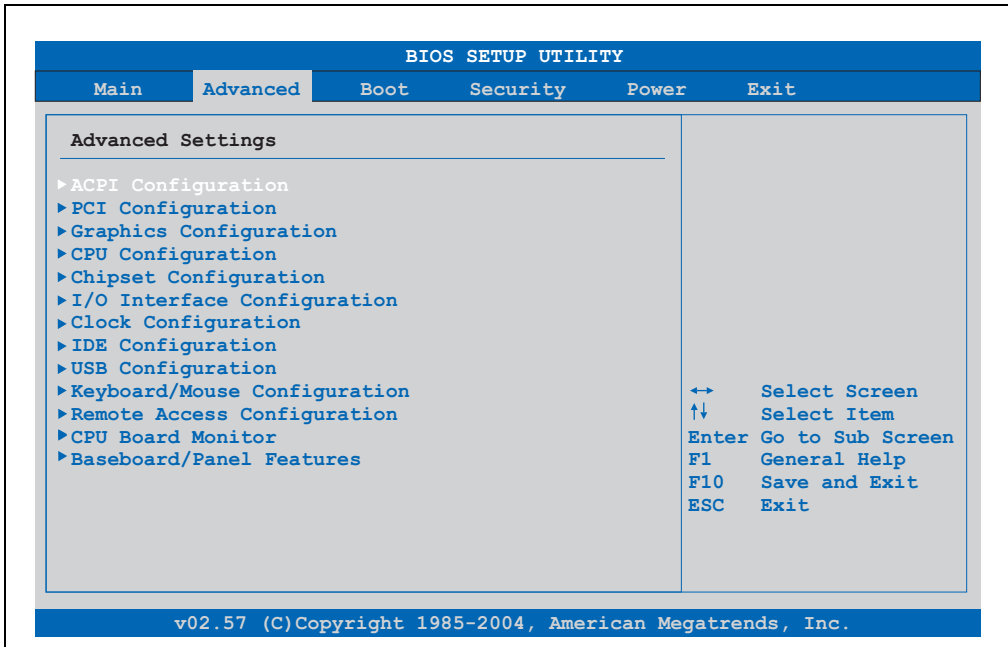 BIOS SETUP UTILITY
Main Advanced Boot Security Power Exit
Advanced Settings
ACPI Configuration
PCI Configuration
Graphics Configuration
CPU Configuration
Chipset Configuration
I/O Interface Configuration
Clock Configuration
IDE Configuration
USB Configuration
Keyboard/Mouse Configuration
Remote Access Configuration
CPU Board Monitor
Baseboard/Panel Features
↔ Select Screen
↑↓ Select Item
Enter Go to Sub Screen
F1 General Help
F10 Save and Exit
ESC Exit
v02.57 (C)Copyright 1985-2004, American Megatrends, Inc.